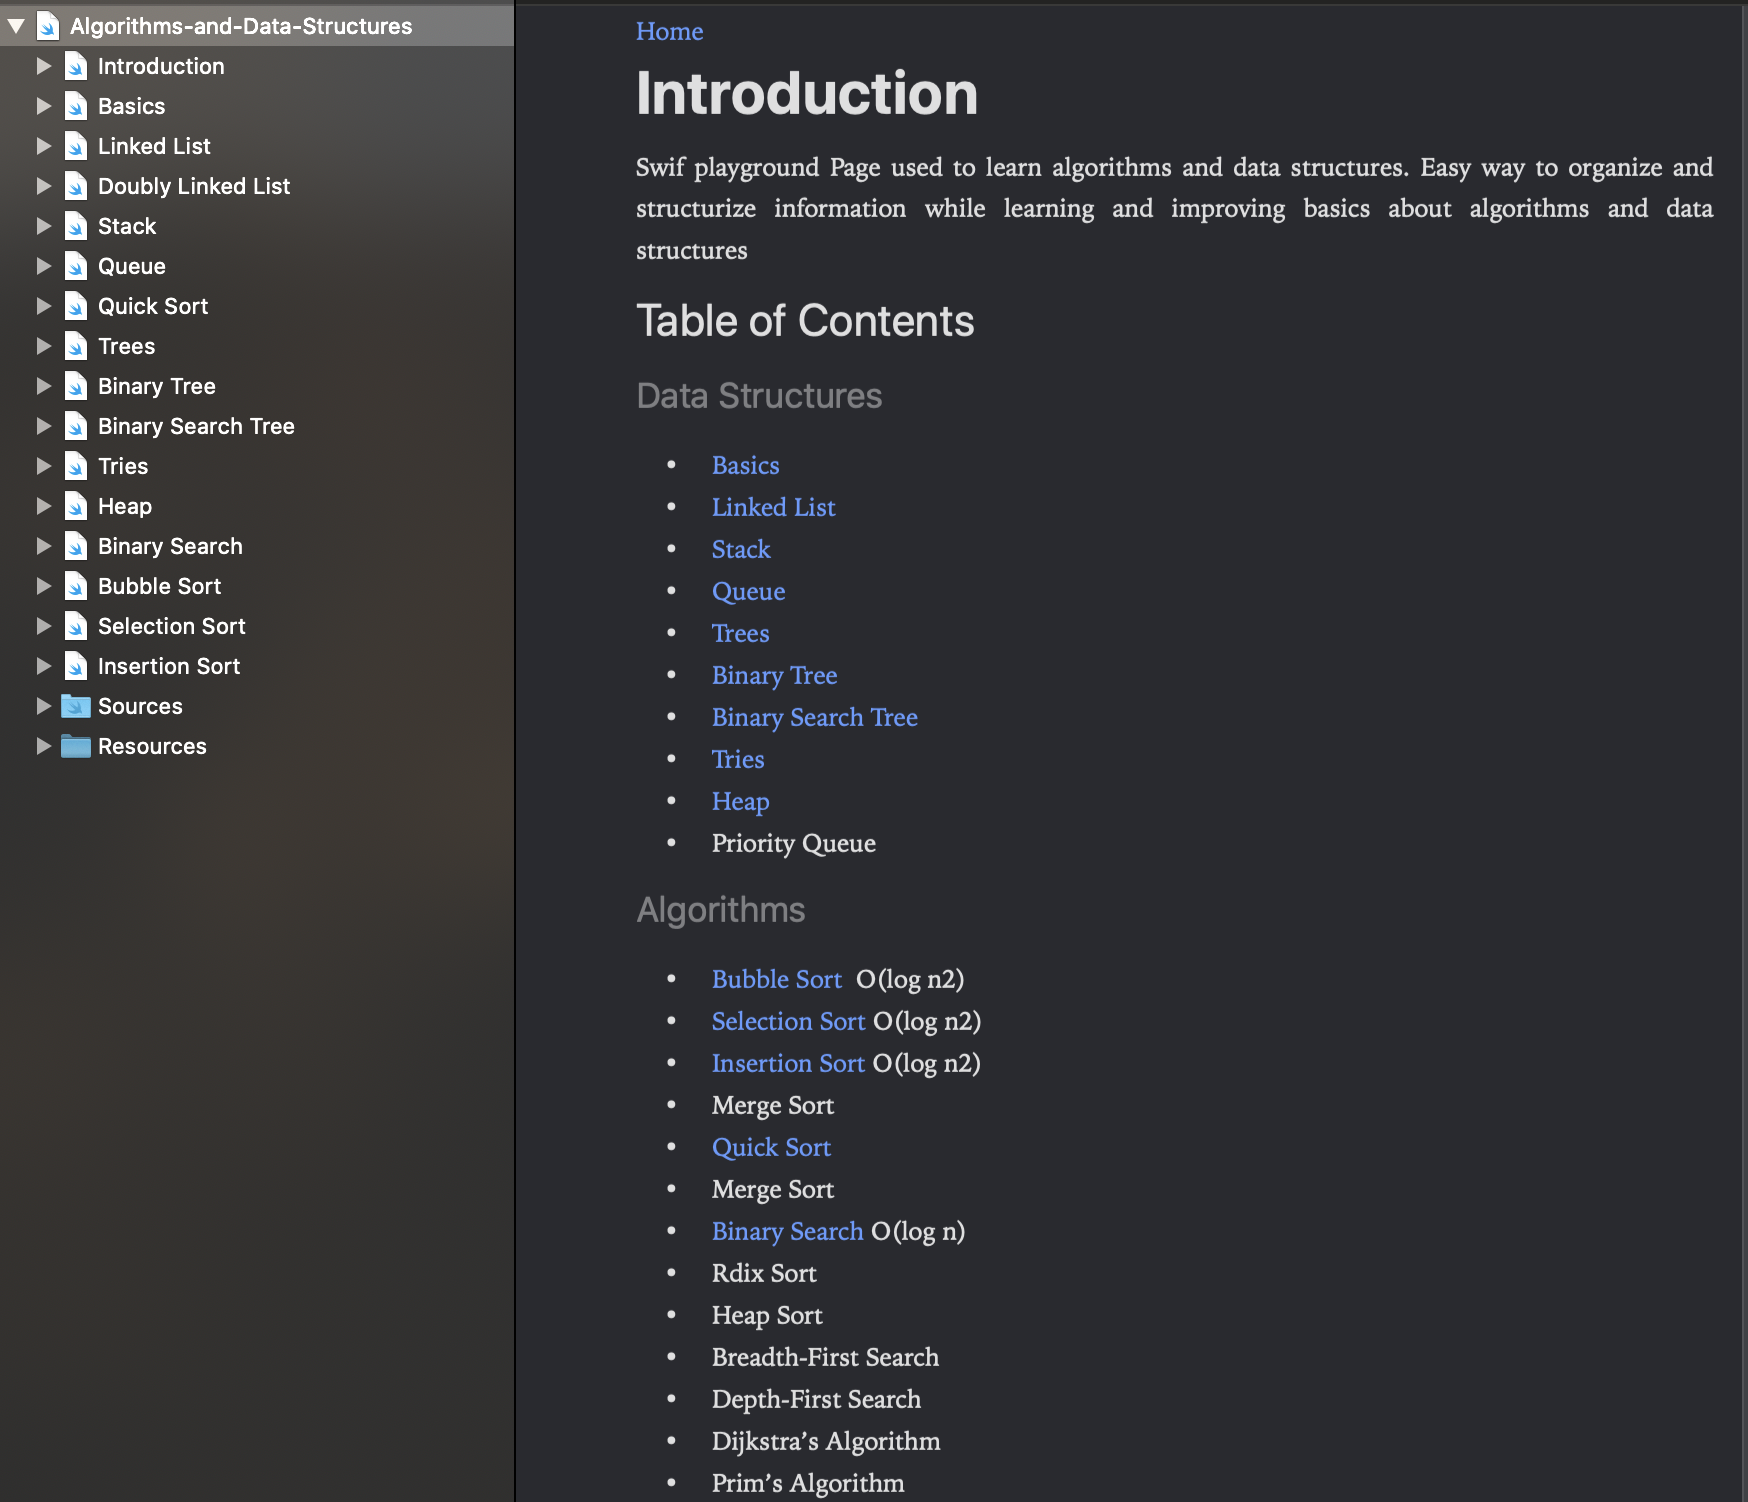 Algorithms-and-Data-Structures
Introduction
Basics
Linked List
Doubly Linked List
Stack
Queue
Quick Sort
Trees
Binary Tree
Binary Search Tree
Tries
Heap
Binary Search
Bubble Sort
Selection Sort
Insertion Sort
Sources
Resources
Home
Introduction
Swif playground Page used to learn algorithms and data structures. Easy way to organize and
structurize information while learning and improving basics about algorithms and data
structures
Table of Contents
Data Structures
• Basics
• Linked List
• Stack
• Queue
• Trees
• Binary Tree
• Binary Search Tree
• Tries
• Heap
• Priority Queue
Algorithms
• Bubble Sort O(log n2)
• Selection Sort O(log n2)
• Insertion Sort O(log n2)
• Merge Sort
• Quick Sort
• Merge Sort
• Binary Search O(log n)
• Rdix Sort
• Heap Sort
• Breadth-First Search
• Depth-First Search
• Dijkstra’s Algorithm
• Prim’s Algorithm